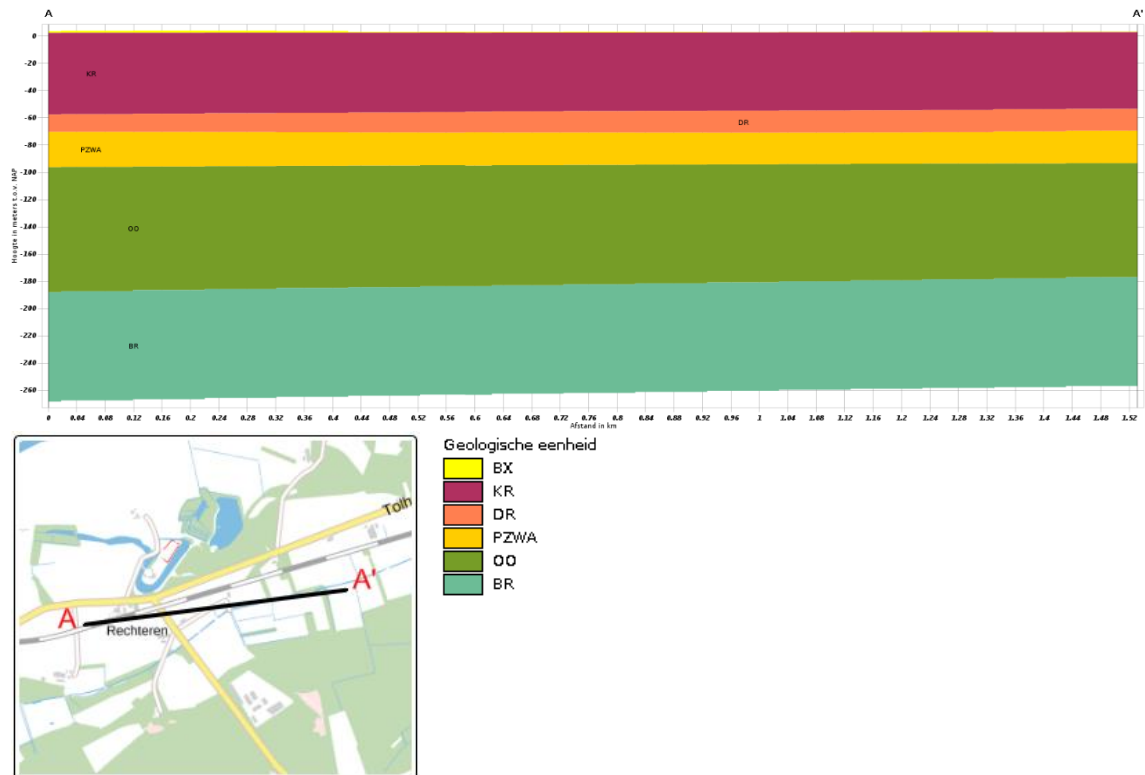 A A'
0
-20
-40
-60
-80
-100
-120
-140
-160
-180
-200
-220
-240
-260
Hoogte in meters t.o.v. NAP
KR
DR
PZWA
OO
BR
0 0.04 0.08 0.12 0.16 0.2 0.24 0.28 0.32 0.36 0.4 0.44 0.48 0.52 0.56 0.6 0.64 0.68 0.72 0.76 0.8 0.84 0.88 0.92 0.96 1 1.04 1.08 1.12 1.16 1.2 1.24 1.28 1.32 1.36 1.4 1.44 1.48 1.52
Afstand in km
Tolh
A
A'
Rechteren
Geologische eenheid
BX
KR
DR
PZWA
OO
BR